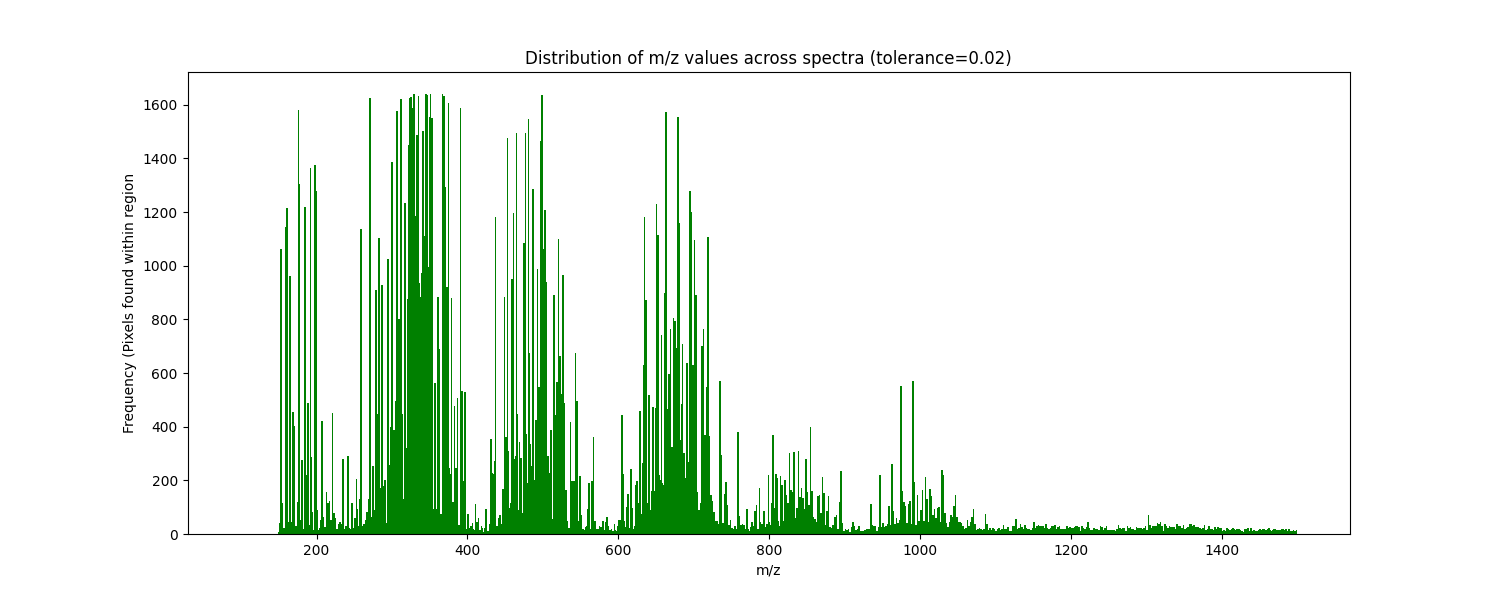 Distribution of m/z values across spectra (tolerance=0.02)
Frequency (Pixels found within region
1600
1400
1200
1000
800
600
400
200
0
200 400 600 800 1000 1200 1400
m/z